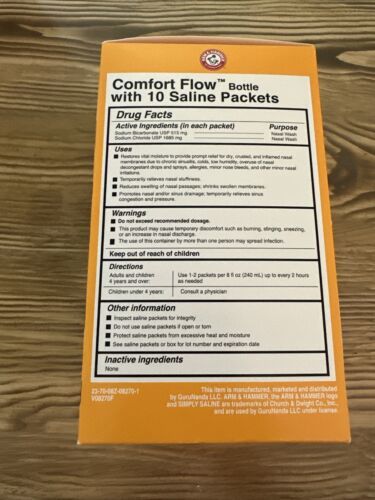 ARM & HAMMER
Comfort Flow™ Bottle
with 10 Saline Packets
Drug Facts
Active Ingredients (in each packet) Purpose
Sodium Bicarbonate USP 515 mg Nasal Wash
Sodium Chloride USP 1685 mg Nasal Wash
Uses
■ Restores vital moisture to provide prompt relief for dry, crusted, and inflamed nasal
membranes due to chronic sinusitis, colds, low humidity, overuse of nasal
decongestant drops and sprays, allergies, minor nose bleeds, and other minor nasal
irritations.
■ Temporarily relieves nasal stuffiness.
■ Reduces swelling of nasal passages; shrinks swollen membranes.
■ Promotes nasal and/or sinus drainage; temporarily relieves sinus
congestion and pressure.
Warnings
■ Do not exceed recommended dosage.
■ This product may cause temporary discomfort such as burning, stinging, sneezing,
or an increase in nasal discharge.
■ The use of this container by more than one person may spread infection.
Keep out of reach of children
Directions
Adults and children
4 years and over:
Use 1-2 packets per 8 fl oz (240 mL) up to every 2 hours
as needed
Children under 4 years: Consult a physician
Other information
■ Inspect saline packets for integrity
■ Do not use saline packets if open or torn
■ Protect saline packets from excessive heat and moisture
■ See saline packets or box for lot number and expiration date
Inactive ingredients
None
23-70-08Z-08270-1
V08270F
This item is manufactured, marketed and distributed
by GuruNanda LLC. ARM & HAMMER, the ARM & HAMMER logo
and SIMPLY SALINE are trademarks of Church & Dwight Co., Inc.,
and are used by GuruNanda LLC under license.